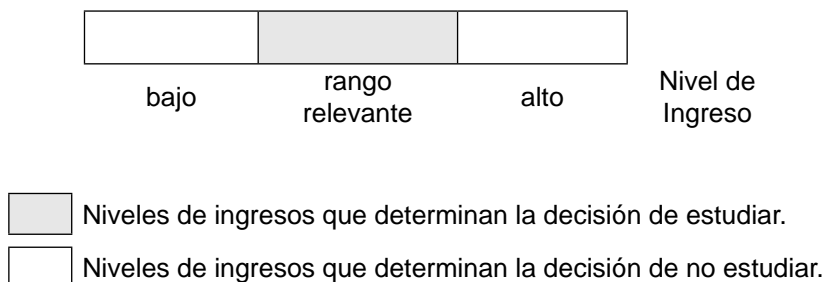 bajo
rango
relevante
alto
Nivel de
Ingreso
Niveles de ingresos que determinan la decisión de estudiar.
Niveles de ingresos que determinan la decisión de no estudiar.